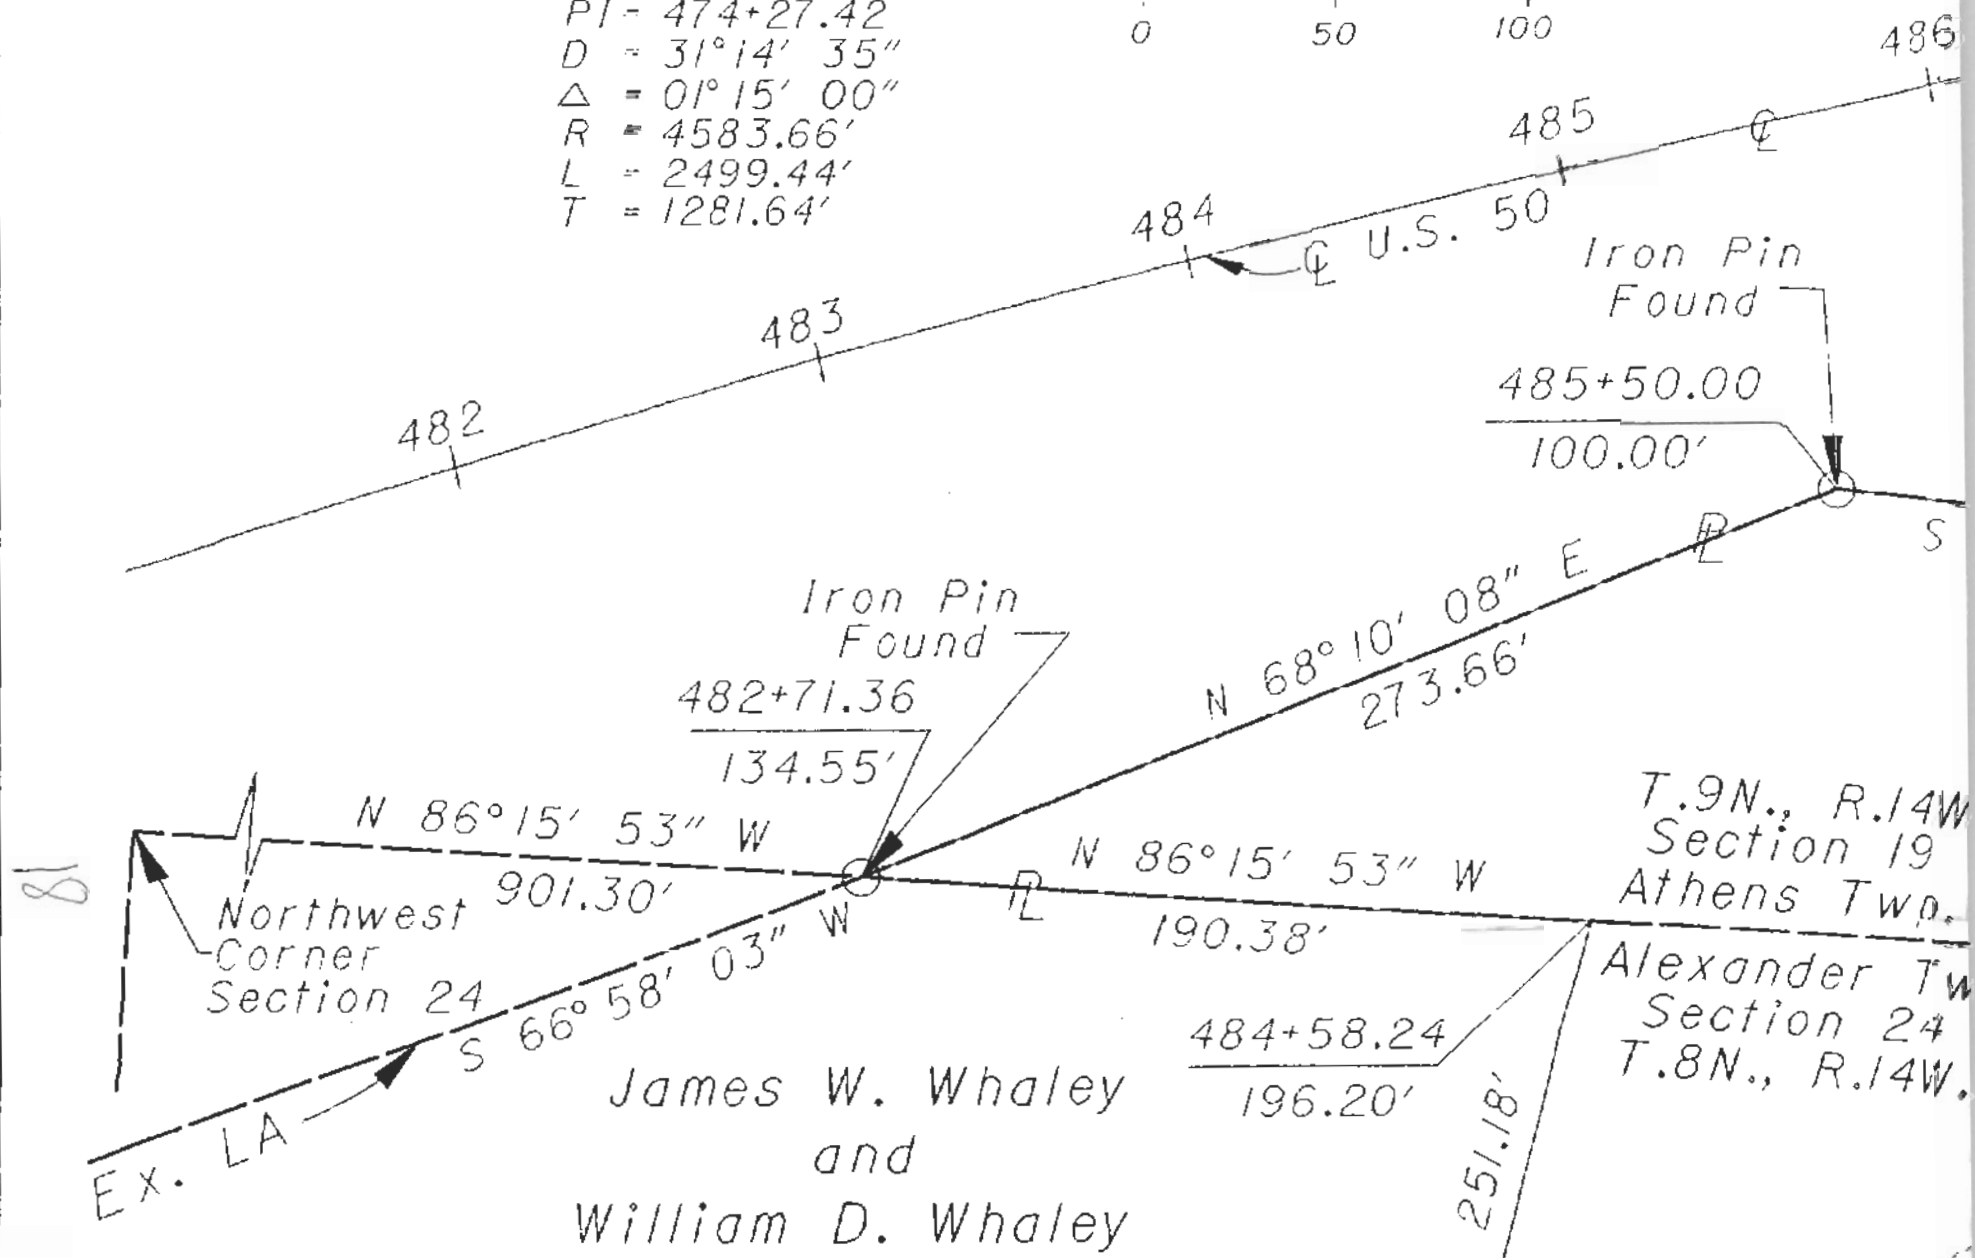 PI = 474+27.42
D = 31°14' 35"
△ = 01°15' 00"
R = 4583.66'
L = 2499.44'
T = 1281.64'
0 50 100
486
485
484
483
482
℄
℄ U.S. 50
Iron Pin
Found
485+50.00
100.00'
S
Iron Pin
Found
482+71.36
134.55'
N 68°10' 08" E
273.66'
PL
N 86°15' 53" W
901.30'
Northwest
Corner
Section 24
N 86°15' 53" W
PL
190.38'
T.9N., R.14W
Section 19
Athens Twp.
Alexander Tw
Section 24
T.8N., R.14W.
S 66°58' 03" W
Ex. LA
484+58.24
196.20'
251.18'
James W. Whaley
and
William D. Whaley
81